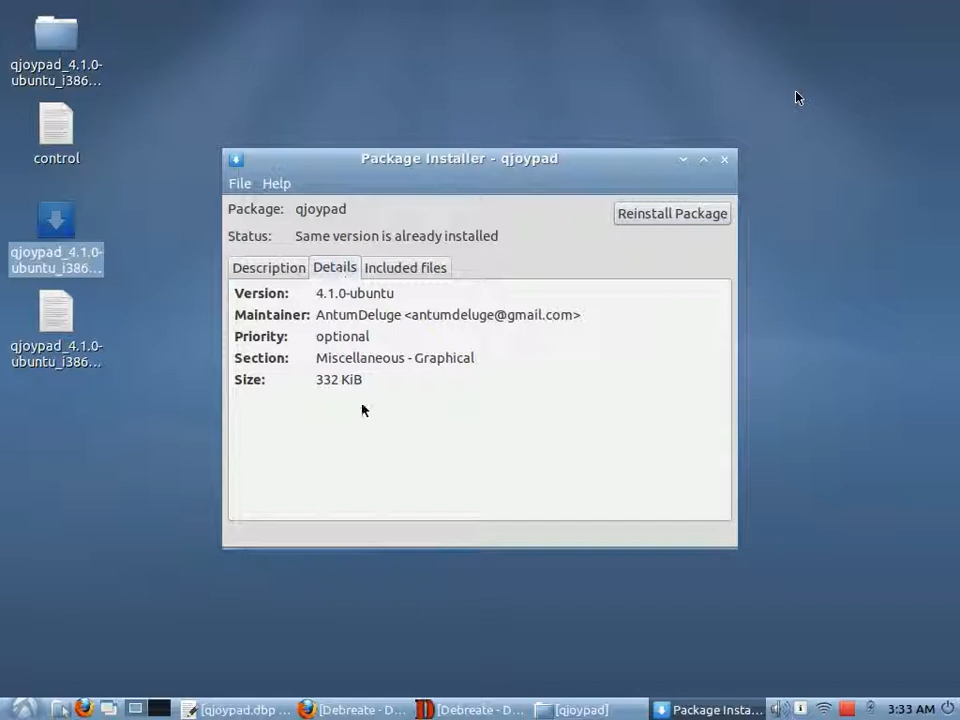 qjoypad_4.1.0-
ubuntu_i386...
control
qjoypad_4.1.0-
ubuntu_i386...
qjoypad_4.1.0-
ubuntu_i386...
Package Installer - qjoypad
File Help
Package: qjoypad
Reinstall Package
Status: Same version is already installed
Description Details Included files
Version: 4.1.0-ubuntu
Maintainer: AntumDeluge <antumdeluge@gmail.com>
Priority: optional
Section: Miscellaneous - Graphical
Size: 332 KiB
[qjoypad.dbp ... [Debreate - D... [Debreate - D... [qjoypad] Package Insta... 3:33 AM